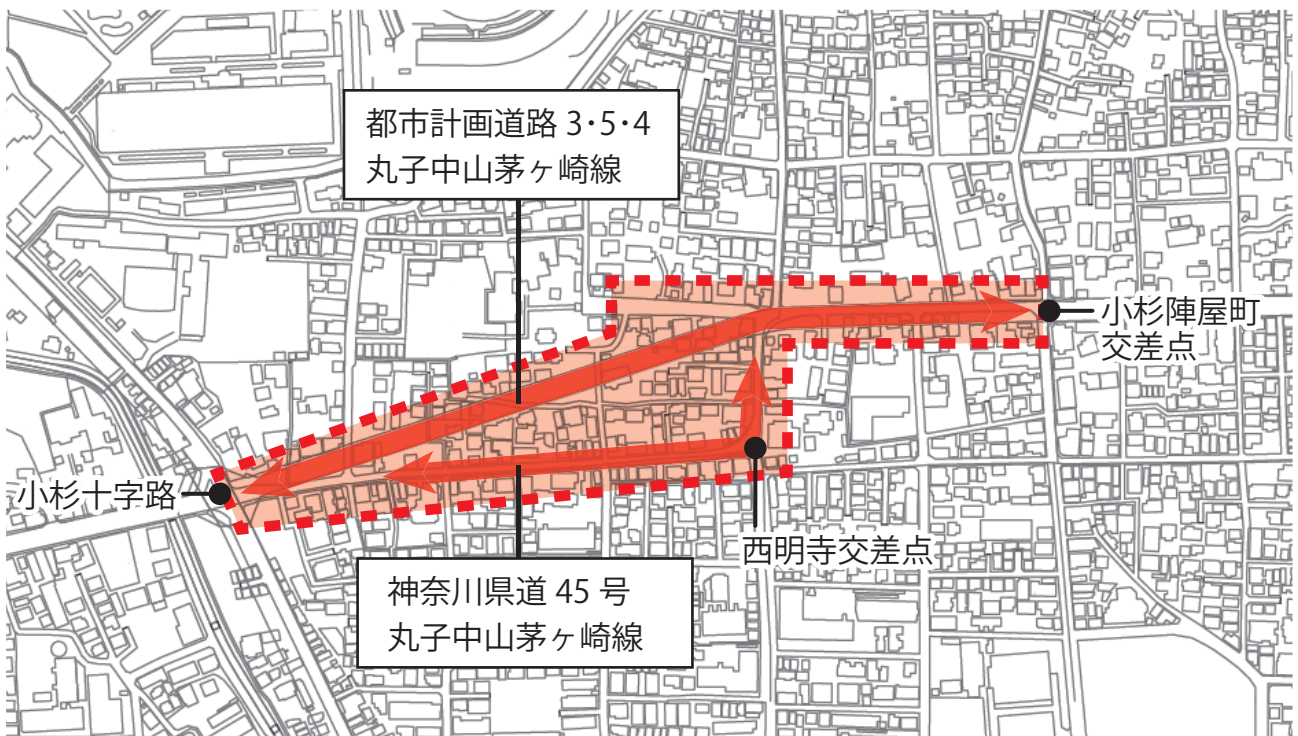 都市計画道路 3･5･4
丸子中山茅ヶ崎線
小杉陣屋町
交差点
小杉十字路
西明寺交差点
神奈川県道 45 号
丸子中山茅ヶ崎線